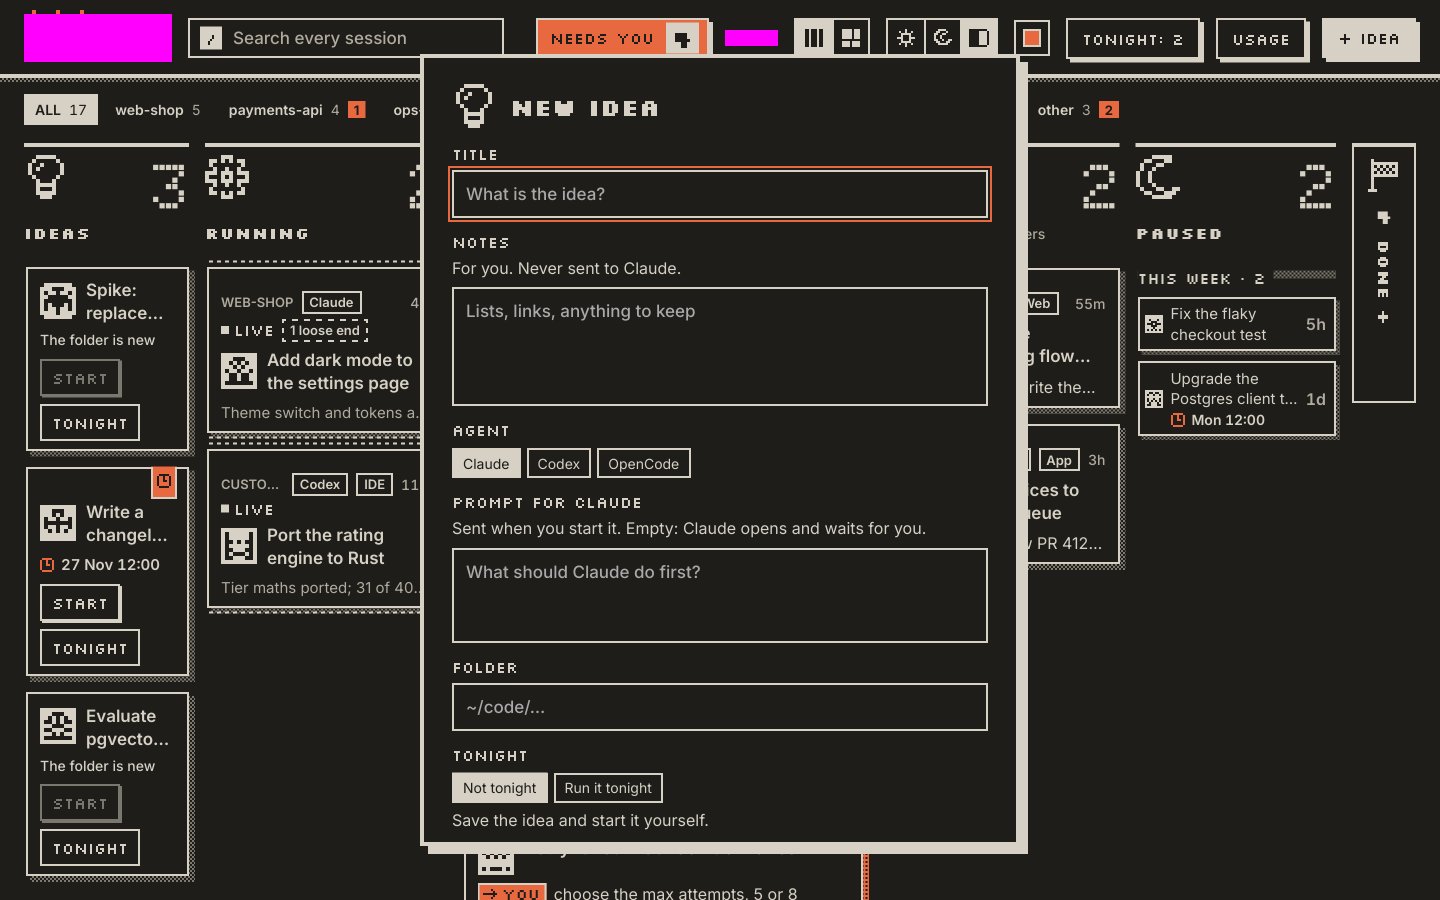 / Search every session
NEEDS YOU 4
TONIGHT: 2
USAGE
+ IDEA
ALL 17
web-shop 5
payments-api 4 1
ops-
other 3 2
3
IDEAS
Spike:
replace...
The folder is new
START
TONIGHT
Write a
changel...
27 Nov 12:00
START
TONIGHT
Evaluate
pgvecto...
The folder is new
START
TONIGHT
RUNNING
WEB-SHOP Claude 4
LIVE 1 loose end
Add dark mode to
the settings page
Theme switch and tokens a...
CUSTO... Codex IDE 11
LIVE
Port the rating
engine to Rust
Tier maths ported; 31 of 40...
NEW IDEA
TITLE
What is the idea?
NOTES
For you. Never sent to Claude.
Lists, links, anything to keep
AGENT
Claude Codex OpenCode
PROMPT FOR CLAUDE
Sent when you start it. Empty: Claude opens and waits for you.
What should Claude do first?
FOLDER
~/code/...
TONIGHT
Not tonight Run it tonight
Save the idea and start it yourself.
→ YOU choose the max attempts, 5 or 8
2
ers
Web 55m
g flow...
rite the...
App 3h
ices to
ueue
PR 412...
2
PAUSED
THIS WEEK · 2
Fix the flaky
checkout test
5h
Upgrade the
Postgres client t... 1d
Mon 12:00
4 DONE +